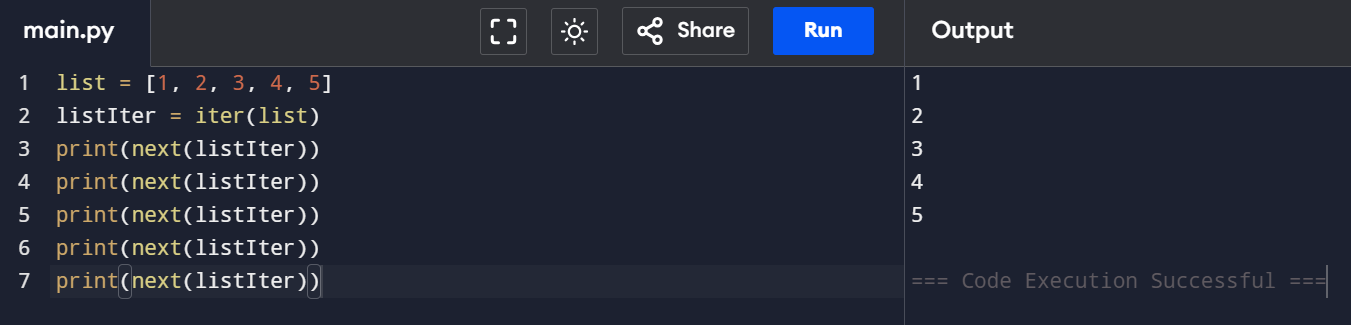 main.py
Share
Run
Output
1 list = [1, 2, 3, 4, 5]
2 listIter = iter(list)
3 print(next(listIter))
4 print(next(listIter))
5 print(next(listIter))
6 print(next(listIter))
7 print(next(listIter))
1
2
3
4
5
=== Code Execution Successful ===